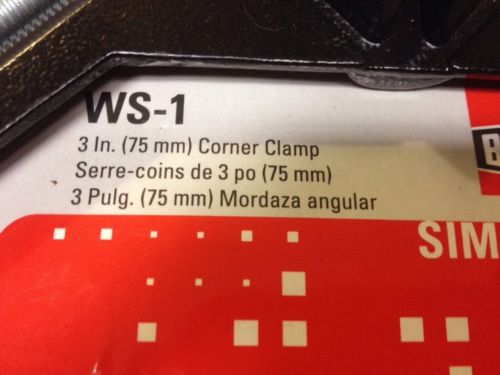 WS-1
3 In. (75 mm) Corner Clamp
Serre-coins de 3 po (75 mm)
3 Pulg. (75 mm) Mordaza angular